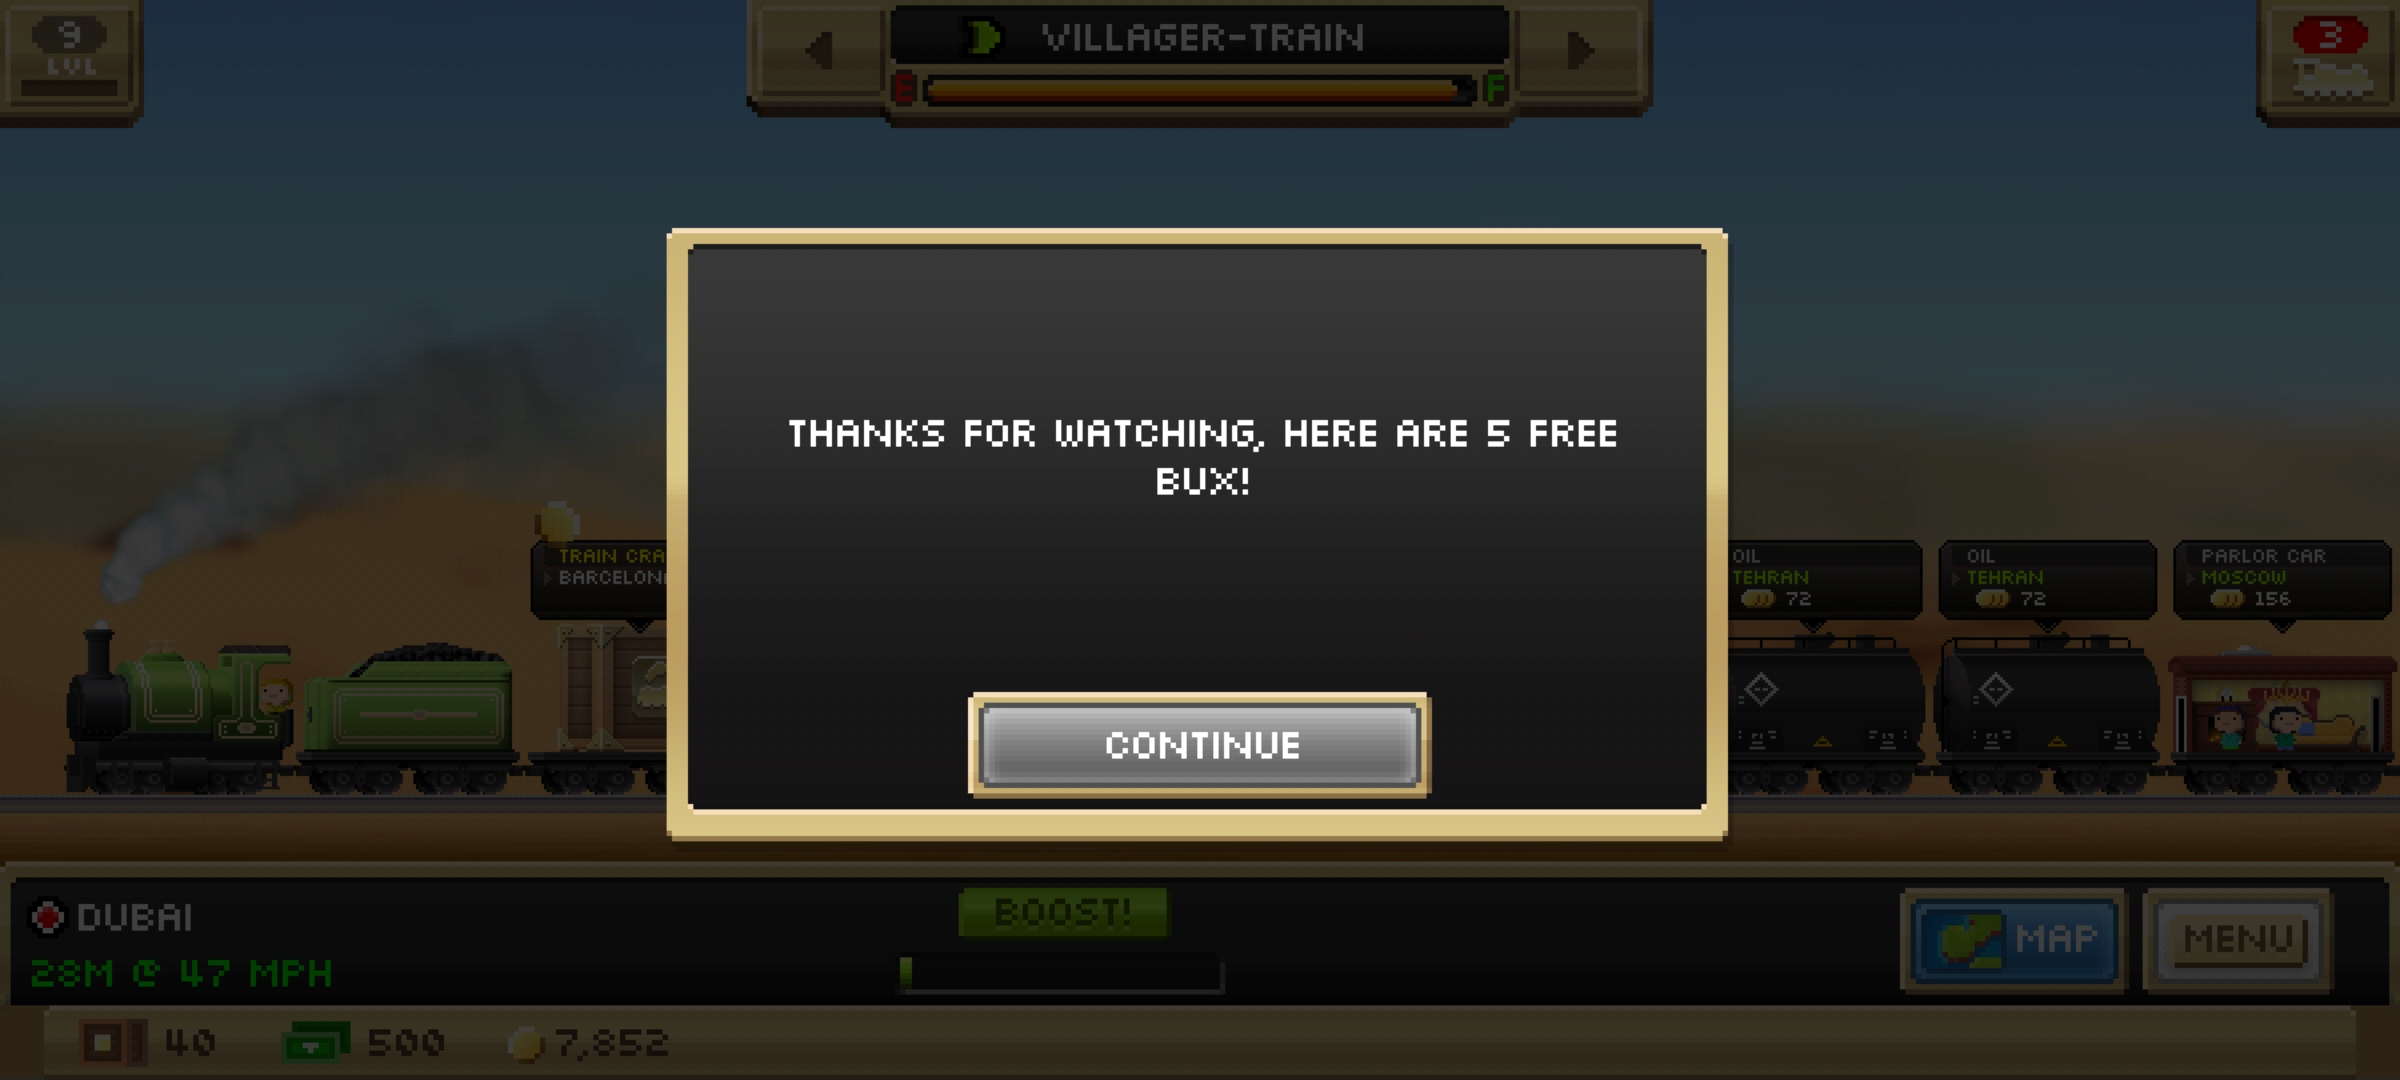 9
LVL
VILLAGER-TRAIN
E F
3
THANKS FOR WATCHING, HERE ARE 5 FREE
BUX!
CONTINUE
TRAIN
BARCELON
OIL
TEHRAN
72
OIL
TEHRAN
72
PARLOR CAR
MOSCOW
156
DUBAI
28M @ 47 MPH
BOOST!
MAP
MENU
40
500
7,852